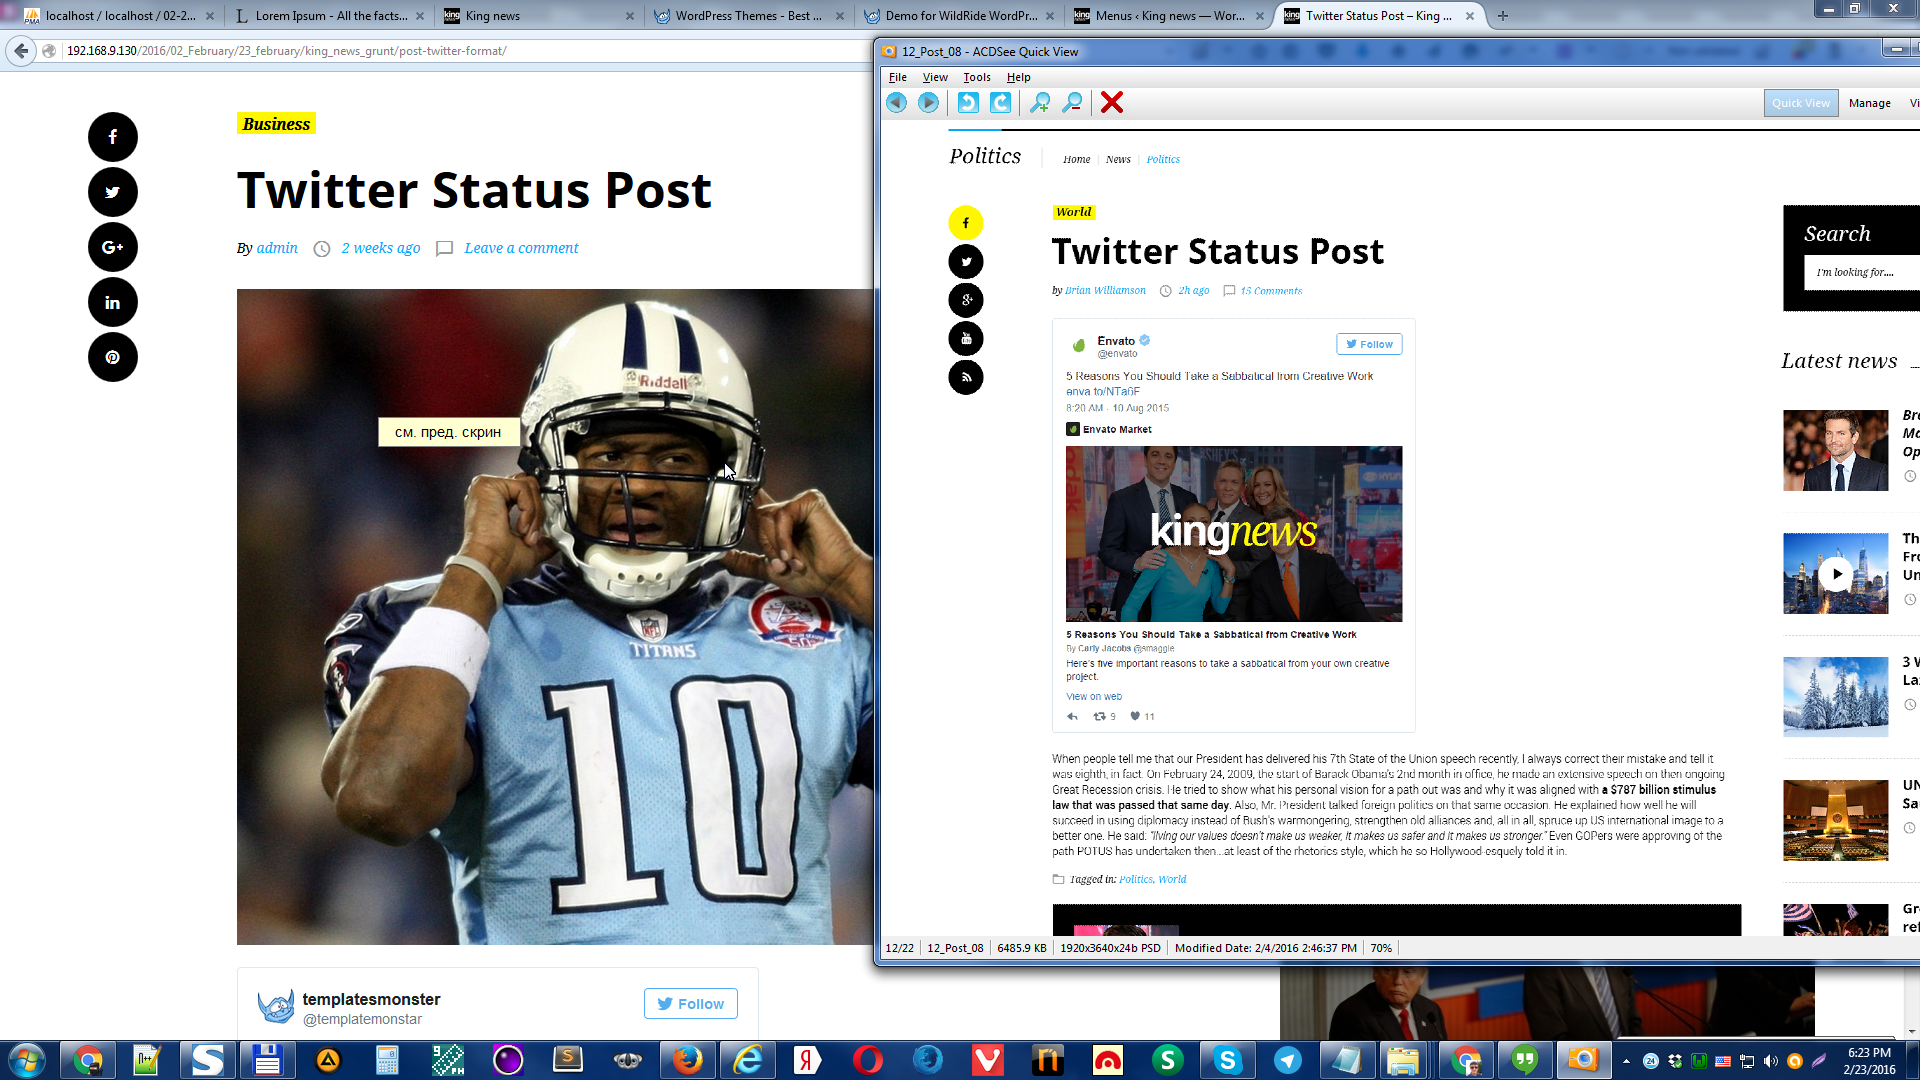 localhost / localhost / 02-2...
Lorem Ipsum - All the facts...
King news
WordPress Themes - Best ...
Demo for WildRide WordPr...
Menus ‹ King news — Wor...
Twitter Status Post – King ...
192.168.9.130/2016/02_February/23_february/king_news_grunt/post-twitter-format/
Business
Twitter Status Post
By admin 2 weeks ago Leave a comment
см. пред. скрин
Riddell
TITANS
10
templatesmonster
@templatemonstar
Follow
12_Post_08 - ACDSee Quick View
File View Tools Help
Quick View Manage Vi
Politics Home News Politics
World
Twitter Status Post
by Brian Williamson 2h ago 15 Comments
Envato
@envato
Follow
5 Reasons You Should Take a Sabbatical from Creative Work
enva.to/NTa6F
8:20 AM - 10 Aug 2015
Envato Market
kingnews
5 Reasons You Should Take a Sabbatical from Creative Work
By Carly Jacobs @smaggle
Here's five important reasons to take a sabbatical from your own creative
project.
View on web
9 11
When people tell me that our President has delivered his 7th State of the Union speech recently, I always correct their mistake and tell it
was eighth, in fact. On February 24, 2009, the start of Barack Obama's 2nd month in office, he made an extensive speech on then ongoing
Great Recession crisis. He tried to show what his personal vision for a path out was and why it was aligned with a $787 billion stimulus
law that was passed that same day. Also, Mr. President talked foreign politics on that same occasion. He explained how well he will
succeed in using diplomacy instead of Bush's warmongering, strengthen old alliances and, all in all, spruce up US international image to a
better one. He said: "living our values doesn't make us weaker, it makes us safer and it makes us stronger." Even GOPers were approving of the
path POTUS has undertaken then...at least of the rhetorics style, which he so Hollywood-esquely told it in.
Tagged in: Politics, World
Search
I'm looking for....
Latest news
Bre
Ma
Op
Th
Fro
Un
3 W
La
UN
Sa
Gr
ref
12/22 12_Post_08 6485.9 KB 1920x3640x24b PSD Modified Date: 2/4/2016 2:46:37 PM 70%
6:23 PM
2/23/2016